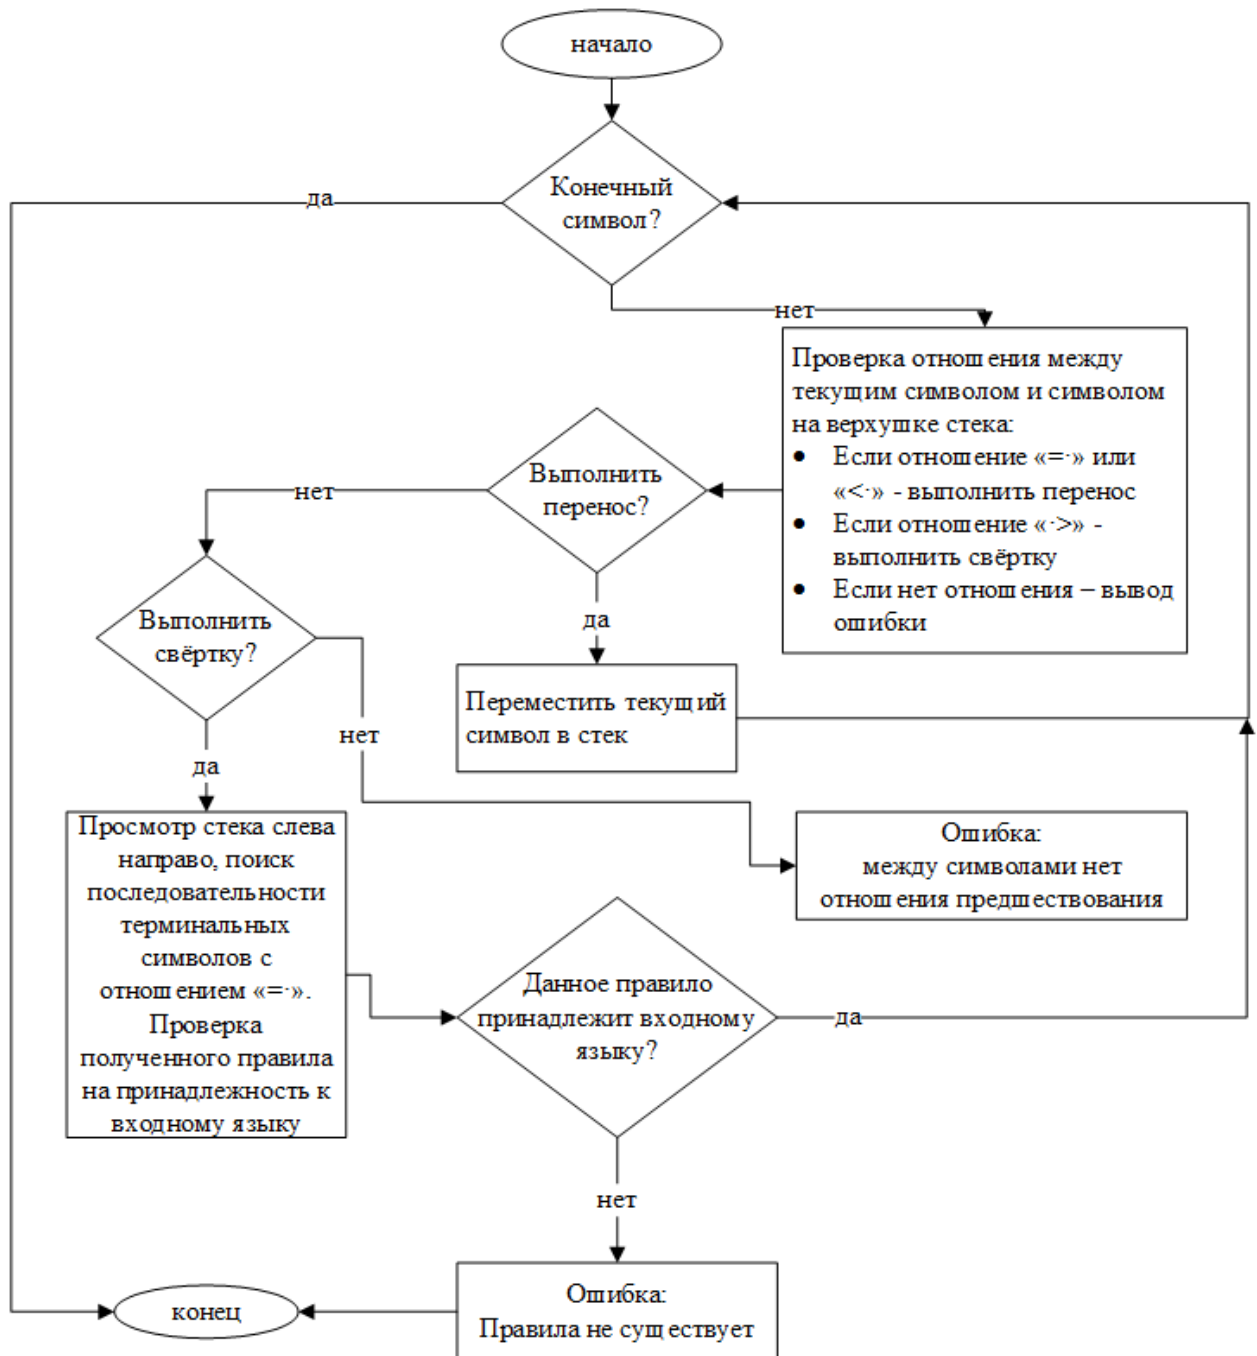 начало
Конечный
символ?
да
нет
Проверка отношения между
текущим символом и символом
на верхушке стека:
• Если отношение «=·» или
«<·» - выполнить перенос
• Если отношение «·>» -
выполнить свёртку
• Если нет отношения – вывод
ошибки
Выполнить
перенос?
нет
да
Выполнить
свёртку?
Переместить текущий
символ в стек
нет
да
Просмотр стека слева
направо, поиск
последовательности
терминальных
символов с
отношением «=·».
Проверка
полученного правила
на принадлежность к
входному языку
Ошибка:
между символами нет
отношения предшествования
Данное правило
принадлежит входному
языку?
да
нет
Ошибка:
Правила не существует
конец